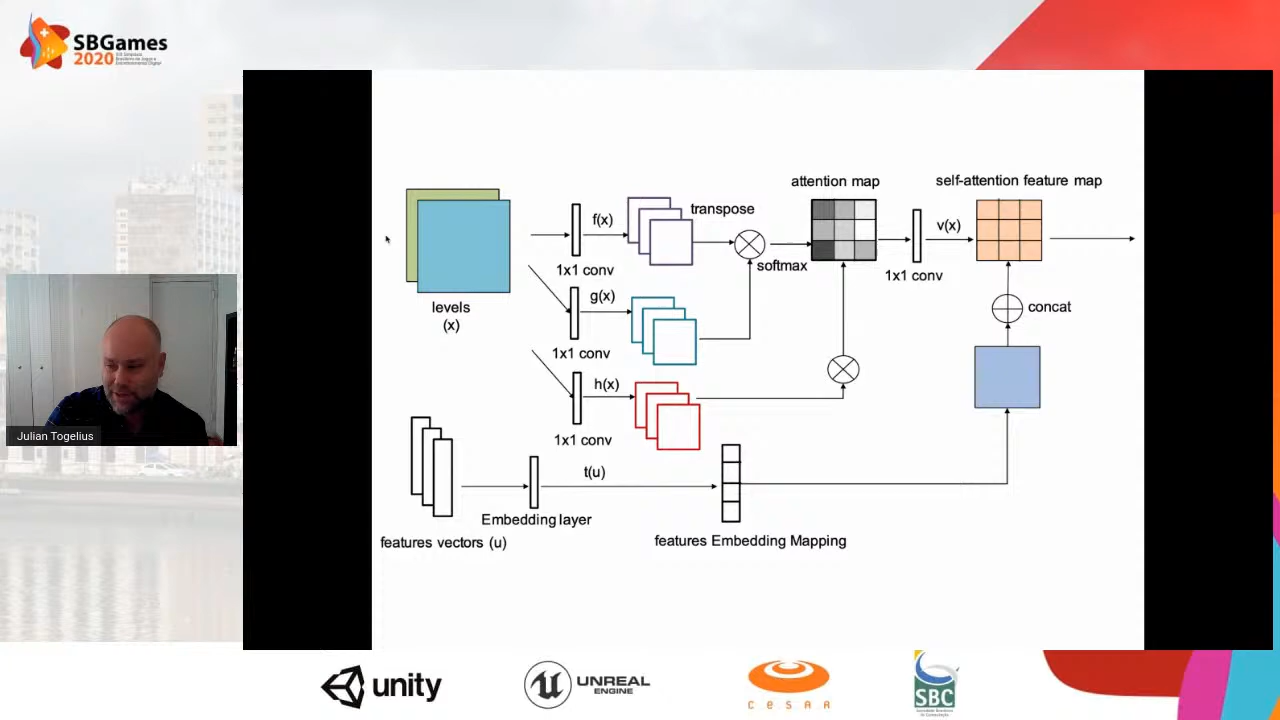 SBGames
2020
attention map
self-attention feature map
f(x)
transpose
v(x)
1x1 conv
softmax
1x1 conv
g(x)
levels
(x)
concat
1x1 conv
h(x)
Julian Togelius
1x1 conv
t(u)
Embedding layer
features vectors (u)
features Embedding Mapping
unity
UNREAL
ENGINE
CESAR
SBC